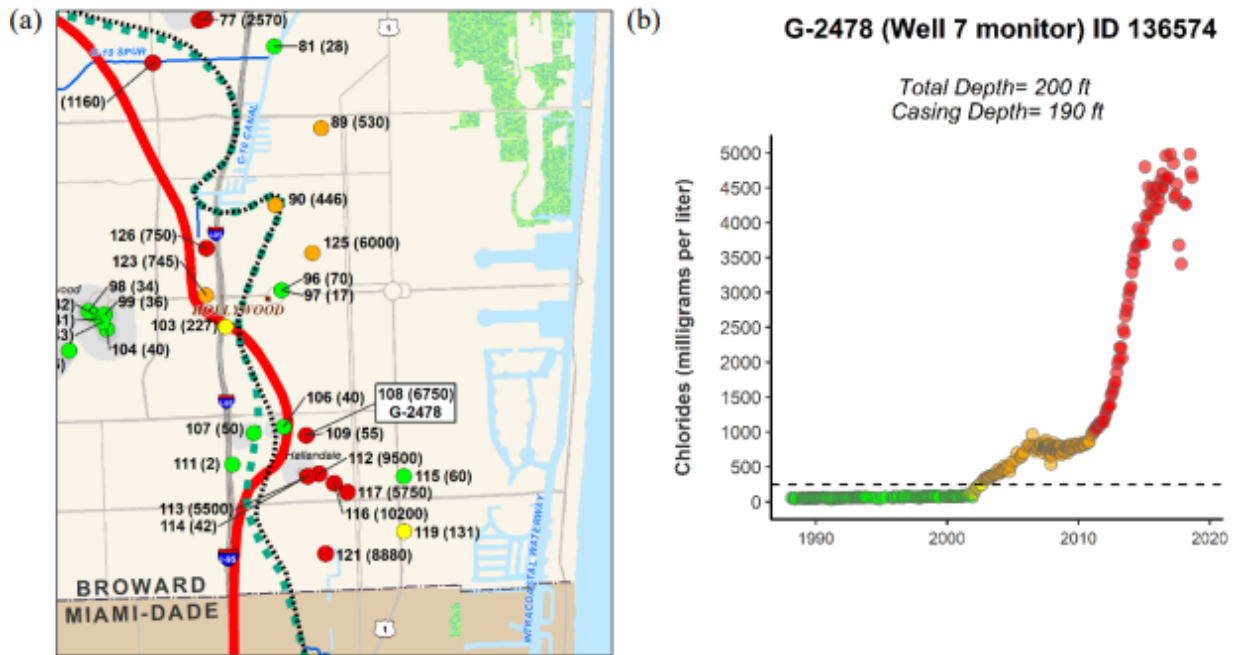 (a)
77 (2570)
81 (28)
C-10 SPUR
(1160)
C-10 CANAL
89 (530)
1
90 (446)
126 (750)
125 (6000)
123 (745)
96 (70)
97 (17)
98 (34)
99 (36)
HOLLYWOOD
103 (227)
104 (40)
106 (40)
108 (6750)
G-2478
107 (50)
109 (55)
Hallandale
112 (9500)
111 (2)
115 (60)
113 (5500)
117 (5750)
114 (42)
116 (10200)
119 (131)
121 (8880)
I-95
BROWARD
MIAMI-DADE
INTRACOASTAL WATERWAY
1
(b)
G-2478 (Well 7 monitor) ID 136574
Total Depth= 200 ft
Casing Depth= 190 ft
Chlorides (milligrams per liter)
5000
4500
4000
3500
3000
2500
2000
1500
1000
500
0
1990
2000
2010
2020